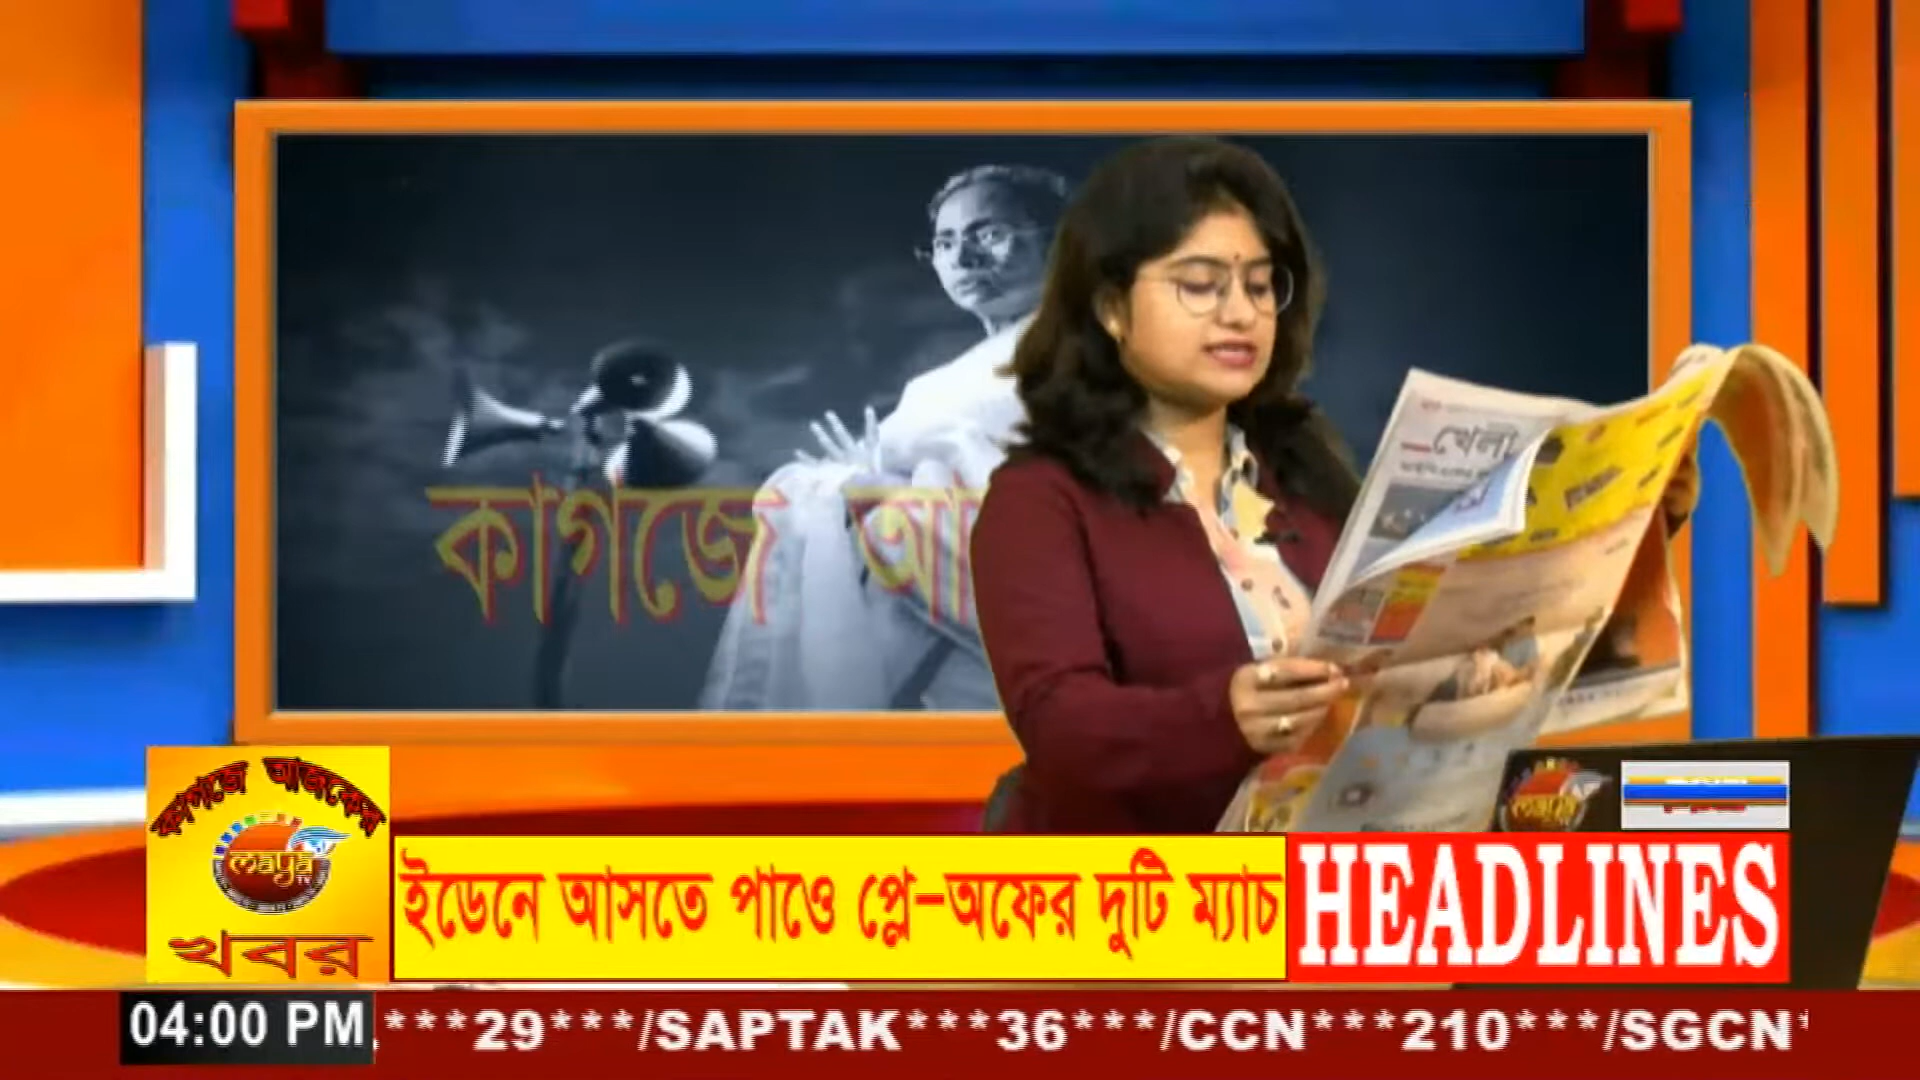 কাগজে আ
খেলা
কাগজে আজকের
maya
খবর
ইডেনে আসতে পাওে প্লে-অফের দুটি ম্যাচ
HEADLINES
04:00 PM
***29***/SAPTAK***36***/CCN***210***/SGCN*